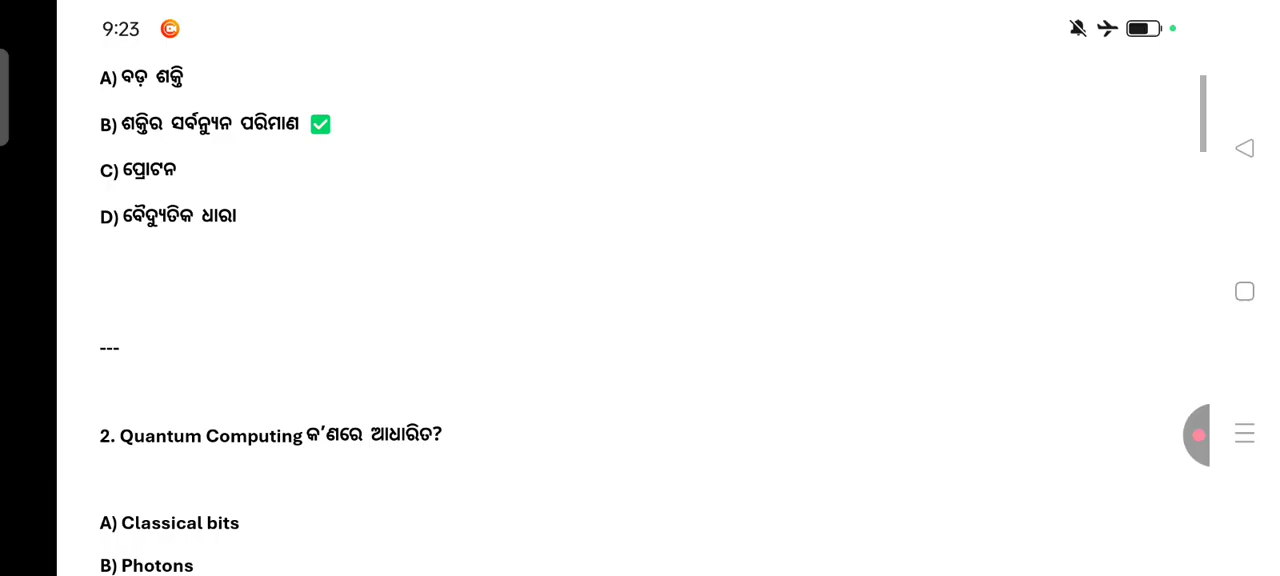 9:23
A) ବଡ଼ ଶକ୍ତି
B) ଶକ୍ତିର ସର୍ବନ୍ୟୁନ ପରିମାଣ ✅
C) ପ୍ରୋଟନ
D) ବୈଦ୍ୟୁତିକ ଧାରା
---
2. Quantum Computing କ’ଣରେ ଆଧାରିତ?
A) Classical bits
B) Photons